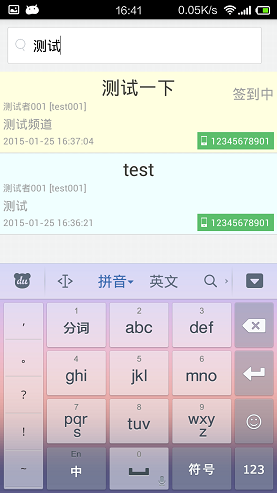 16:41 0.05K/s
测试
测试一下
签到中
测试者001 [test001]
测试频道
2015-01-25 16:37:04
12345678901
test
测试者001 [test001]
测试
2015-01-25 16:36:21
12345678901
du 拼音 英文
, 1 分词 2 abc 3 def
。 4 ghi 5 jkl 6 mno
? 7 pqrs 8 tuv 9 wxyz
!
~ En 中 0 符号 123